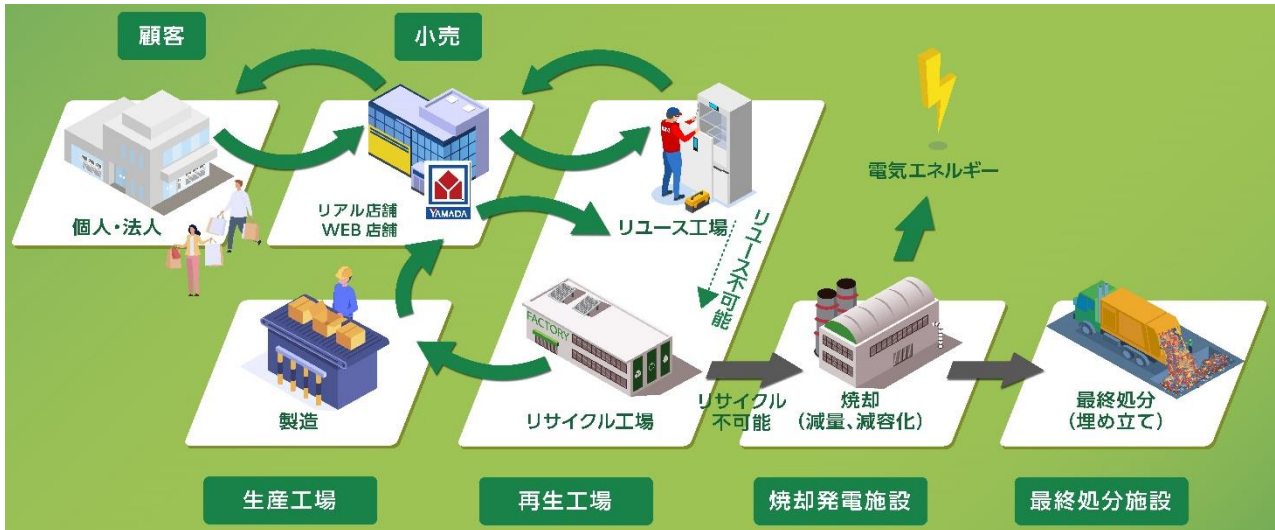 顧客
小売
個人・法人
リアル店舗
WEB店舗
YAMADA
リユース工場
リユース不可能
電気エネルギー
製造
FACTORY
リサイクル工場
リサイクル
不可能
焼却
(減量、減容化)
最終処分
(埋め立て)
生産工場
再生工場
焼却発電施設
最終処分施設